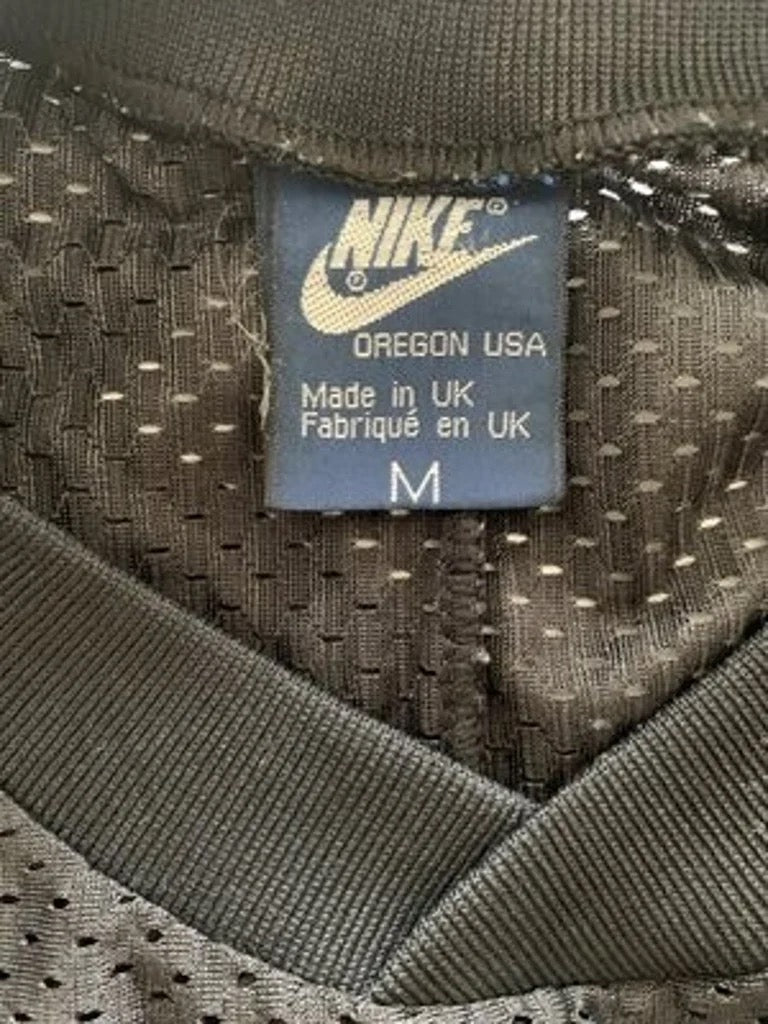 NIKE
OREGON USA
Made in UK
Fabriqué en UK
M